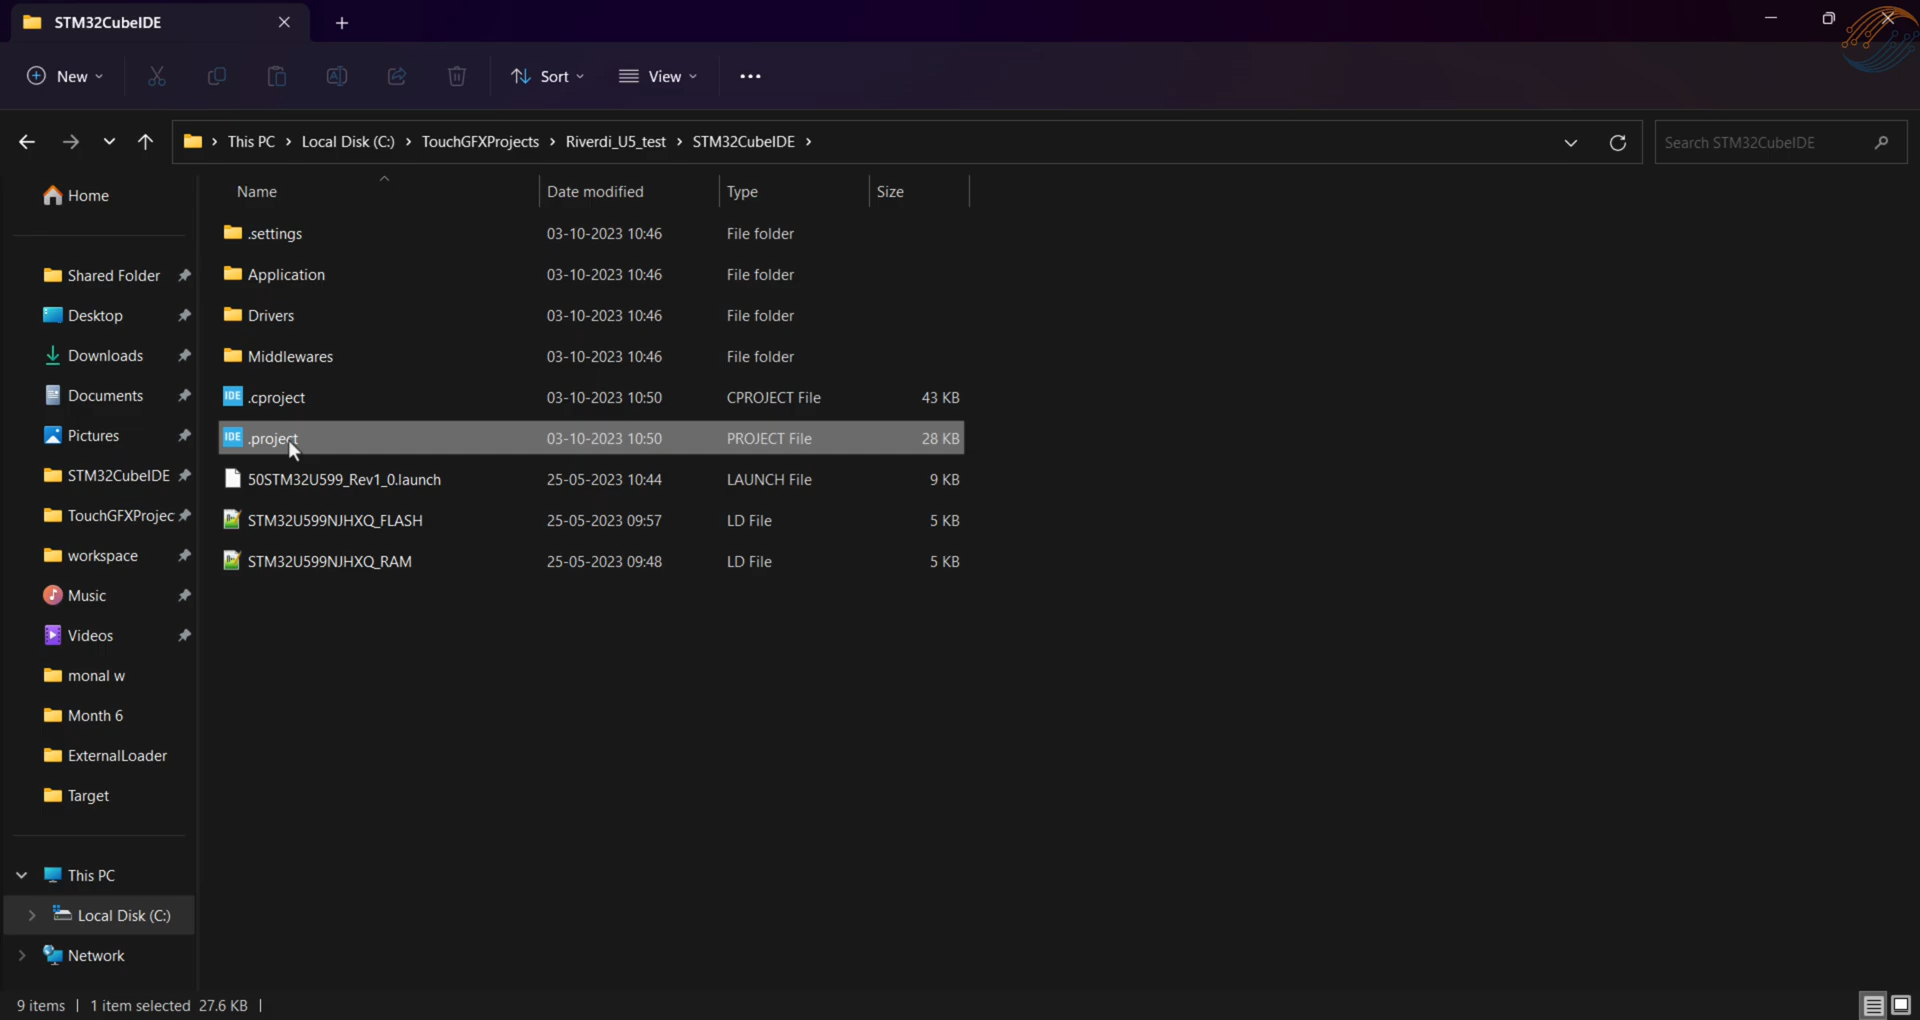 STM32CubeIDE
New
Sort
View
This PC > Local Disk (C:) > TouchGFXProjects > Riverdi_U5_test > STM32CubeIDE >
Search STM32CubeIDE
Home
Shared Folder
Desktop
Downloads
Documents
Pictures
STM32CubeIDE
TouchGFXProjec
workspace
Music
Videos
monal w
Month 6
ExternalLoader
Target
This PC
Local Disk (C:)
Network
Name Date modified Type Size
.settings 03-10-2023 10:46 File folder
Application 03-10-2023 10:46 File folder
Drivers 03-10-2023 10:46 File folder
Middlewares 03-10-2023 10:46 File folder
IDE .cproject 03-10-2023 10:50 CPROJECT File 43 KB
IDE .project 03-10-2023 10:50 PROJECT File 28 KB
50STM32U599_Rev1_0.launch 25-05-2023 10:44 LAUNCH File 9 KB
STM32U599NJHXQ_FLASH 25-05-2023 09:57 LD File 5 KB
STM32U599NJHXQ_RAM 25-05-2023 09:48 LD File 5 KB
9 items | 1 item selected 27.6 KB |